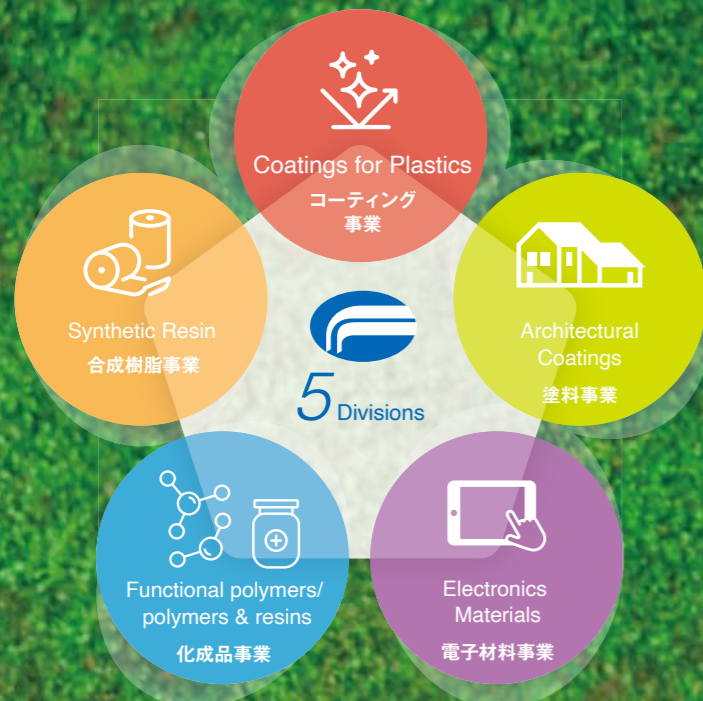 Coatings for Plastics
コーティング
事業
Synthetic Resin
合成樹脂事業
Architectural
Coatings
塗料事業
5 Divisions
Functional polymers/
polymers & resins
化成品事業
Electronics
Materials
電子材料事業